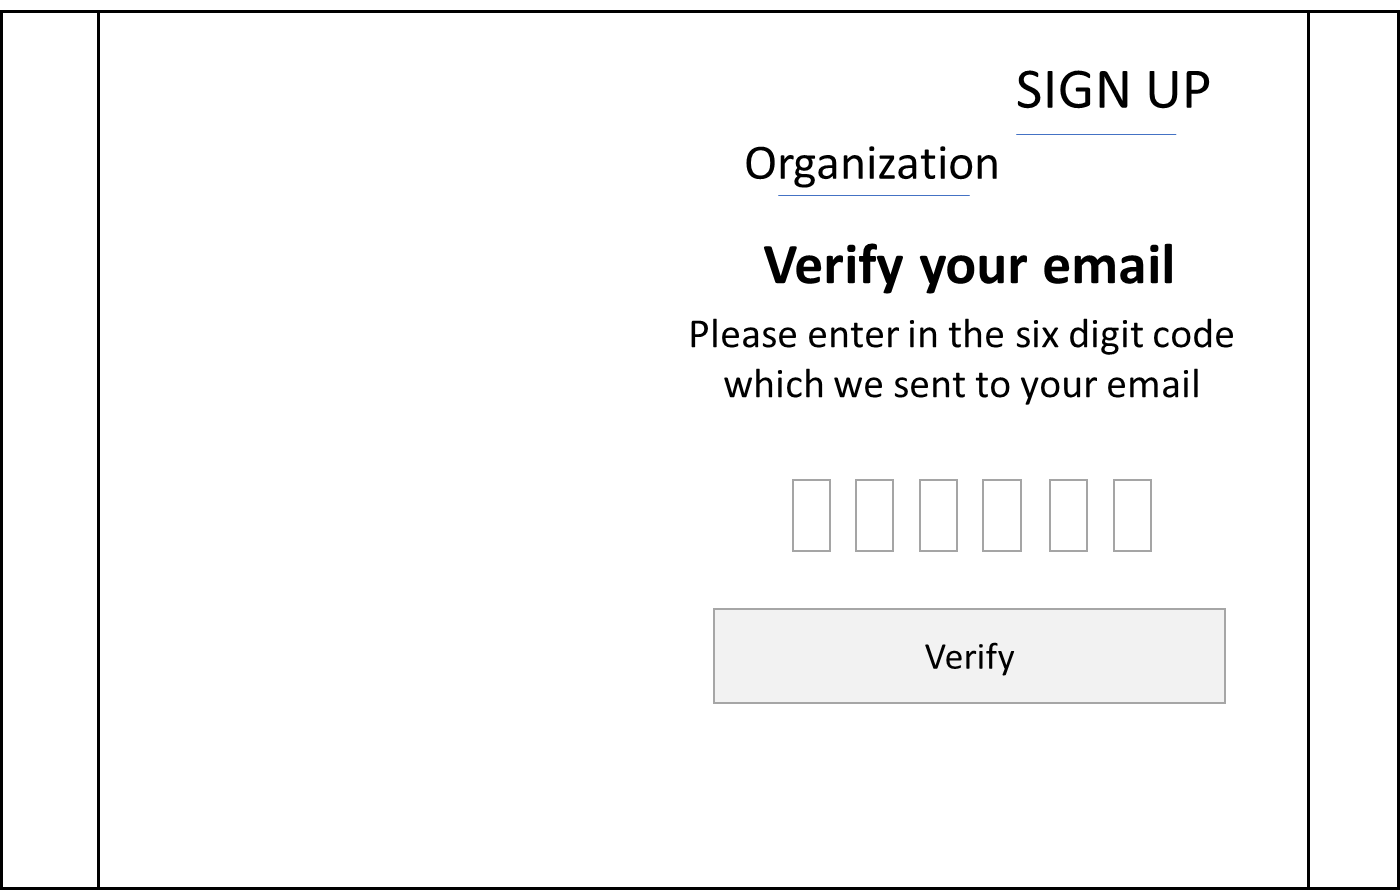 SIGN UP
Organization
Verify your email
Please enter in the six digit code
which we sent to your email
Verify